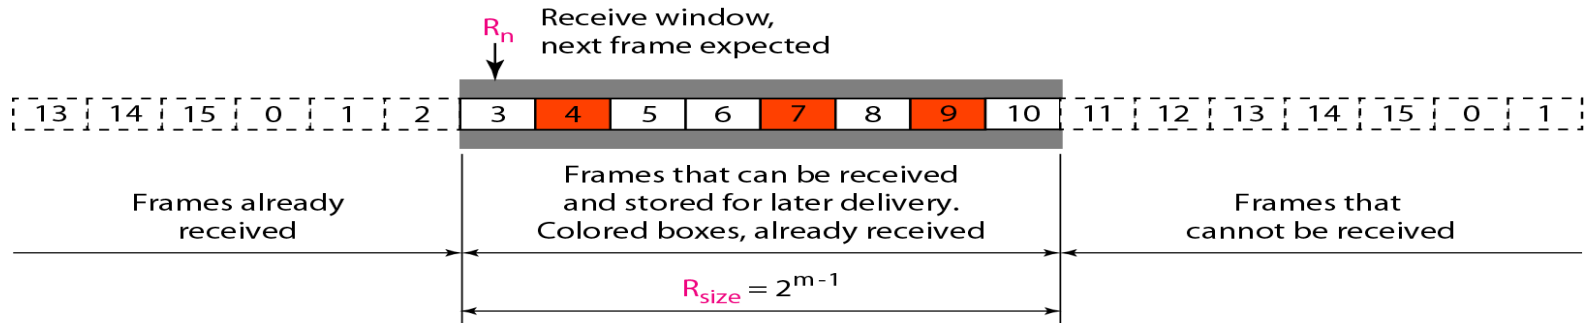 Rn
Receive window,
next frame expected
13 14 15 0 1 2 3 4 5 6 7 8 9 10 11 12 13 14 15 0 1
Frames already
received
Frames that can be received
and stored for later delivery.
Colored boxes, already received
Frames that
cannot be received
Rsize = 2^m-1